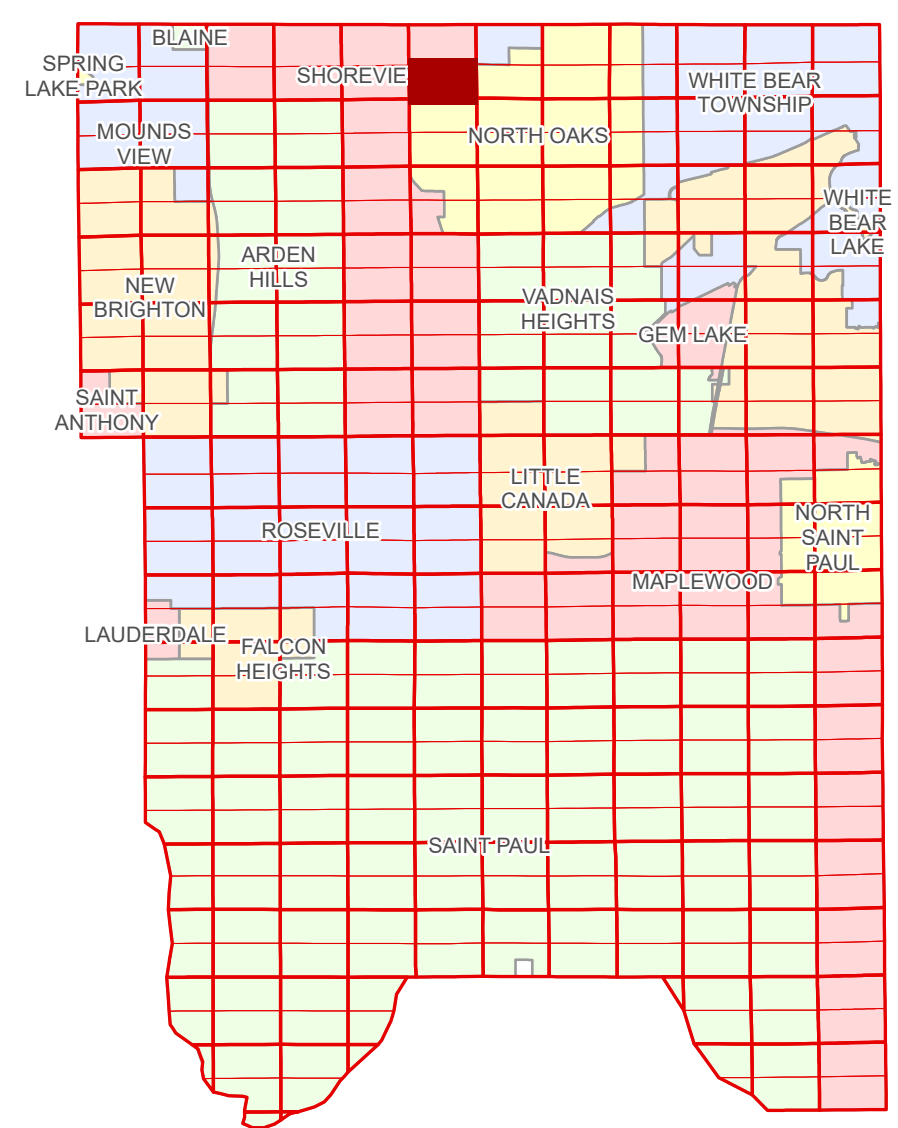 BLAINE
SPRING
LAKE PARK
SHOREVIE
WHITE BEAR
TOWNSHIP
MOUNDS
VIEW
NORTH OAKS
WHITE
BEAR
LAKE
ARDEN
HILLS
NEW
BRIGHTON
VADNAIS
HEIGHTS
GEM LAKE
SAINT
ANTHONY
LITTLE
CANADA
ROSEVILLE
NORTH
SAINT
PAUL
MAPLEWOOD
LAUDERDALE
FALCON
HEIGHTS
SAINT PAUL